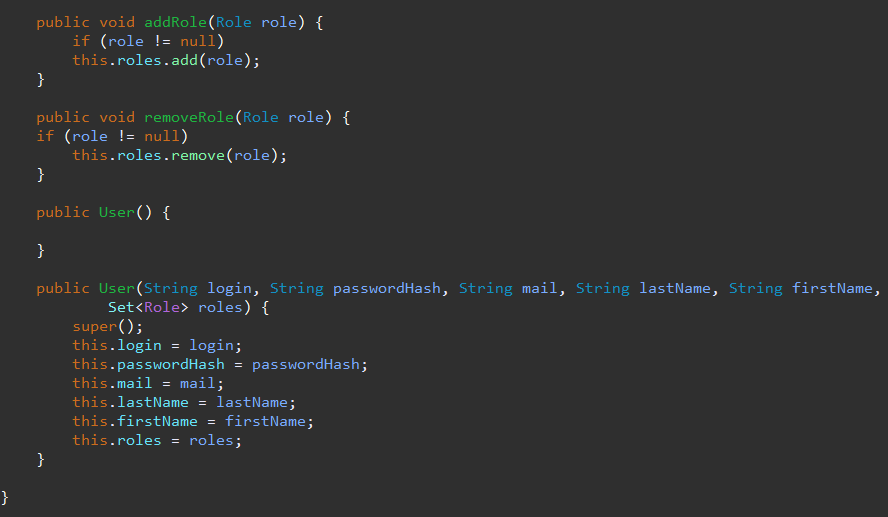 public void addRole(Role role) {
        if (role != null)
        this.roles.add(role);
    }

    public void removeRole(Role role) {
    if (role != null)
        this.roles.remove(role);
    }

    public User() {

    }

    public User(String login, String passwordHash, String mail, String lastName, String firstName,
            Set<Role> roles) {
        super();
        this.login = login;
        this.passwordHash = passwordHash;
        this.mail = mail;
        this.lastName = lastName;
        this.firstName = firstName;
        this.roles = roles;
    }

}